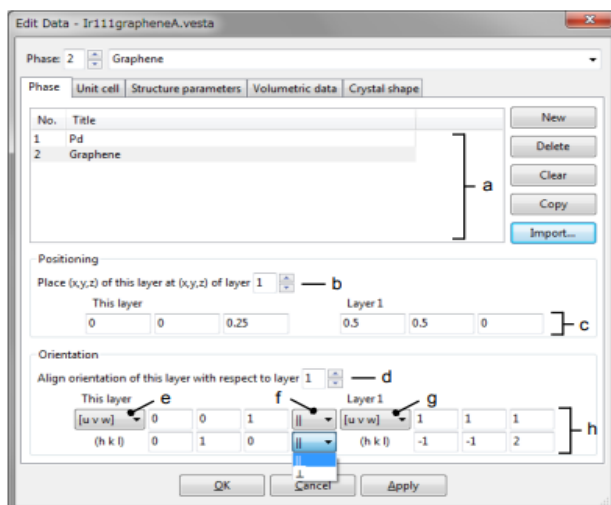 Edit Data - Ir111grapheneA.vesta
Phase: 2 Graphene
Phase Unit cell Structure parameters Volumetric data Crystal shape
No. Title
1 Pd
2 Graphene
a
New
Delete
Clear
Copy
Import...
Positioning
Place (x,y,z) of this layer at (x,y,z) of layer 1 b
This layer Layer 1
0 0 0.25 0.5 0.5 0 c
Orientation
Align orientation of this layer with respect to layer 1 d
This layer e f Layer 1 g
[u v w] 0 0 1 || [u v w] 1 1 1
h
(h k l) 0 1 0 || (h k l) -1 -1 2
||
⊥
OK Cancel Apply